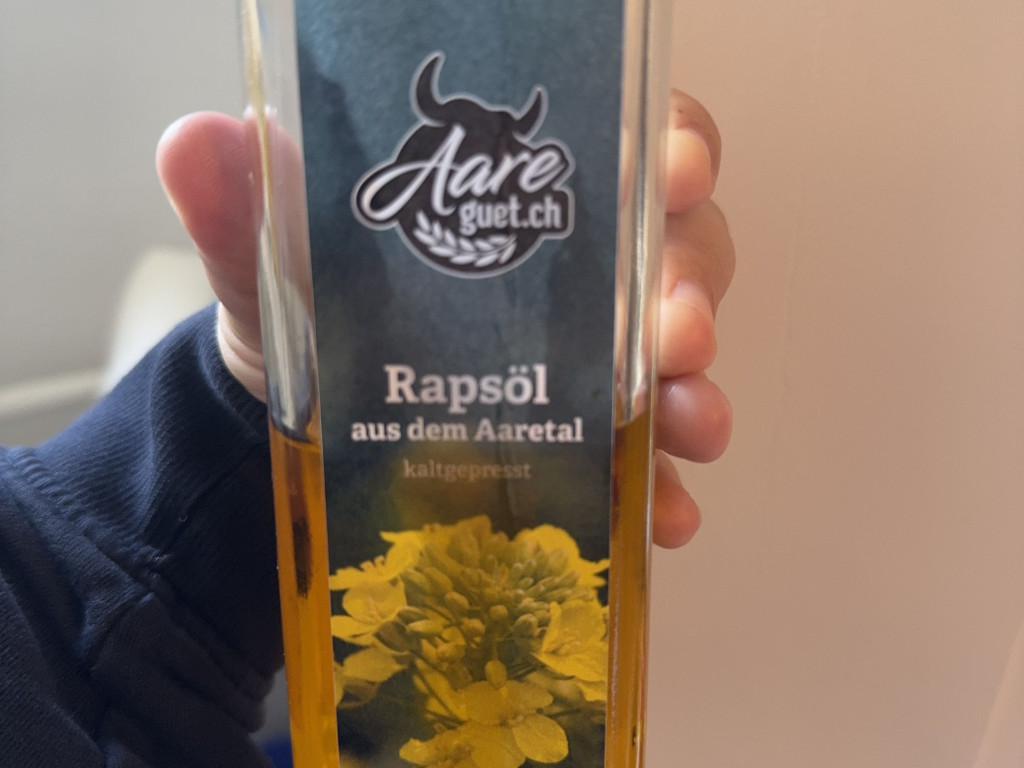 Aare
guet.ch
Rapsöl
aus dem Aaretal
kaltgepresst